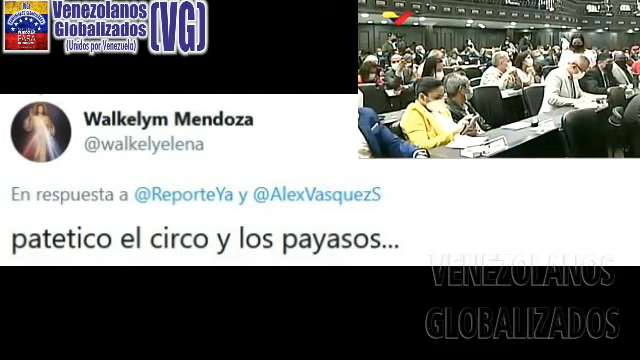 Venezolanos
Globalizados
(Unidos por Venezuela)
(VG)
Walkelym Mendoza
@walkelyelena
En respuesta a @ReporteYa y @AlexVasquezS
patetico el circo y los payasos...
VENEZOLANOS
GLOBALIZADOS